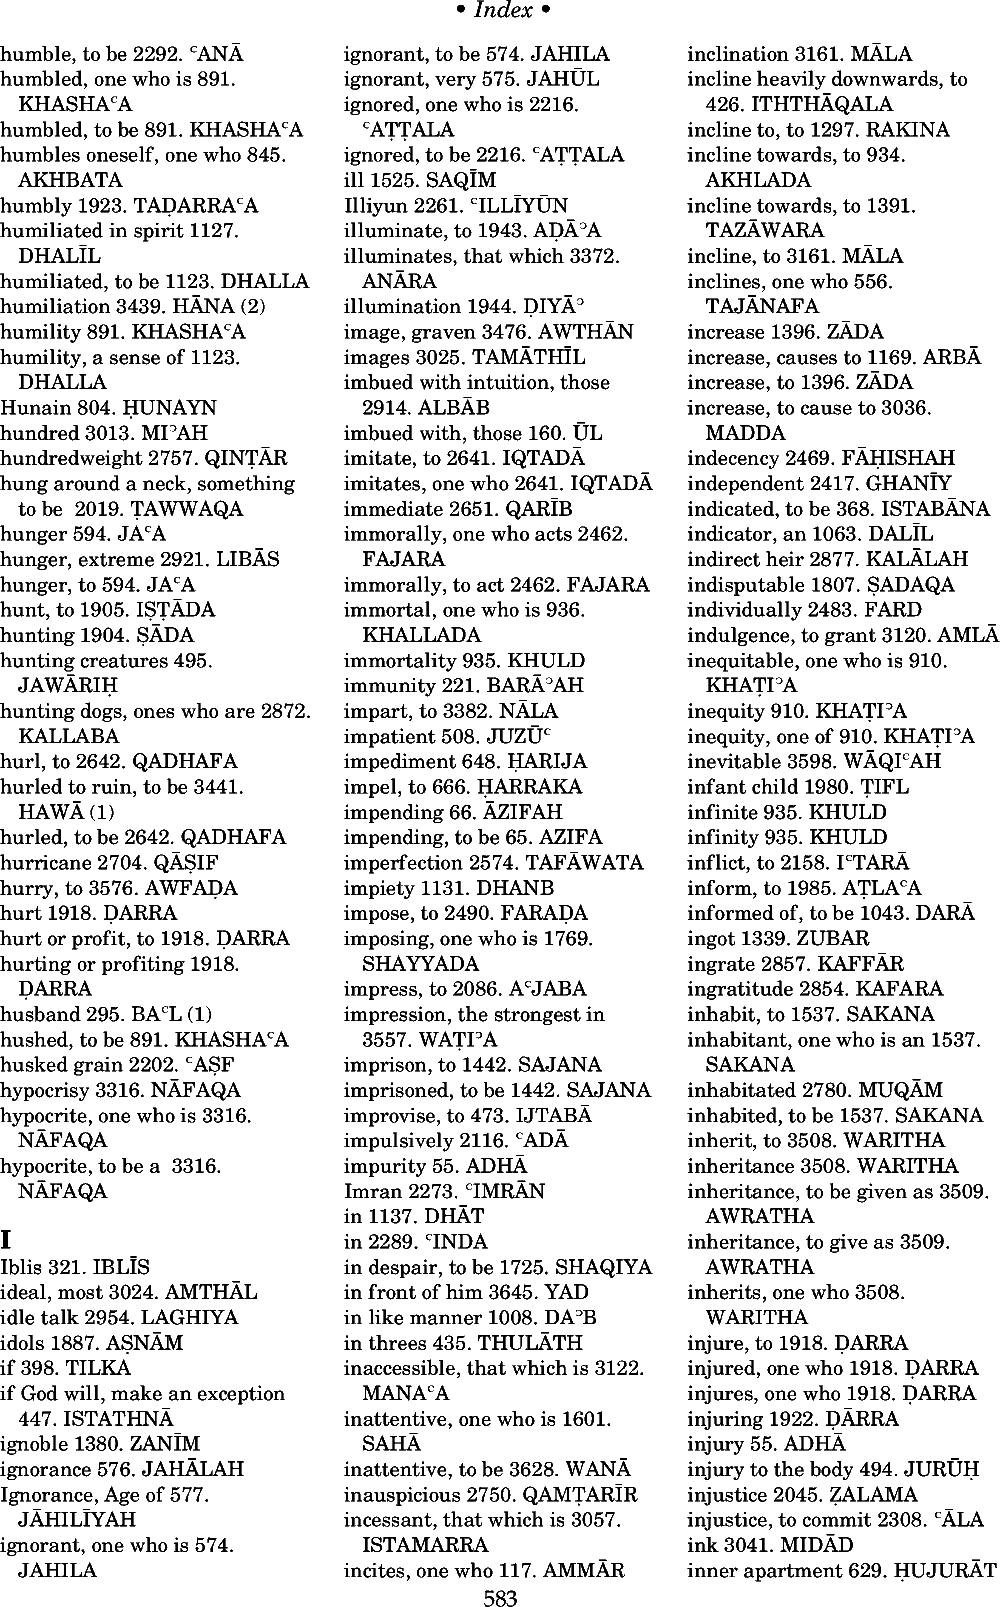 • Index •
humble, to be 2292. ᶜANĀ
humbled, one who is 891.
KHASHAᶜA
humbled, to be 891. KHASHAᶜA
humbles oneself, one who 845.
AKHBATA
humbly 1923. TAḌARRAᶜA
humiliated in spirit 1127.
DHALĪL
humiliated, to be 1123. DHALLA
humiliation 3439. HĀNA (2)
humility 891. KHASHAᶜA
humility, a sense of 1123.
DHALLA
Hunain 804. ḤUNAYN
hundred 3013. MIᵓAH
hundredweight 2757. QINṬĀR
hung around a neck, something
to be 2019. ṬAWWAQA
hunger 594. JAᶜA
hunger, extreme 2921. LIBĀS
hunger, to 594. JAᶜA
hunt, to 1905. IṢṬĀDA
hunting 1904. ṢĀDA
hunting creatures 495.
JAWĀRIḤ
hunting dogs, ones who are 2872.
KALLABA
hurl, to 2642. QADHAFA
hurled to ruin, to be 3441.
HAWĀ (1)
hurled, to be 2642. QADHAFA
hurricane 2704. QĀṢIF
hurry, to 3576. AWFAḌA
hurt 1918. ḌARRA
hurt or profit, to 1918. ḌARRA
hurting or profiting 1918.
ḌARRA
husband 295. BAᶜL (1)
hushed, to be 891. KHASHAᶜA
husked grain 2202. ᶜAṢF
hypocrisy 3316. NĀFAQA
hypocrite, one who is 3316.
NĀFAQA
hypocrite, to be a 3316.
NĀFAQA
I
Iblis 321. IBLĪS
ideal, most 3024. AMTHĀL
idle talk 2954. LAGHIYA
idols 1887. AṢNĀM
if 398. TILKA
if God will, make an exception
447. ISTATHNĀ
ignoble 1380. ZANĪM
ignorance 576. JAHĀLAH
Ignorance, Age of 577.
JĀHILĪYAH
ignorant, one who is 574.
JAHILA
ignorant, to be 574. JAHILA
ignorant, very 575. JAHŪL
ignored, one who is 2216.
ᶜAṬṬALA
ignored, to be 2216. ᶜAṬṬALA
ill 1525. SAQĪM
Illiyun 2261. ᶜILLĪYŪN
illuminate, to 1943. AḌĀᵓA
illuminates, that which 3372.
ANĀRA
illumination 1944. ḌIYĀᵓ
image, graven 3476. AWTHĀN
images 3025. TAMĀTHĪL
imbued with intuition, those
2914. ALBĀB
imbued with, those 160. ŪL
imitate, to 2641. IQTADĀ
imitates, one who 2641. IQTADĀ
immediate 2651. QARĪB
immorally, one who acts 2462.
FAJARA
immorally, to act 2462. FAJARA
immortal, one who is 936.
KHALLADA
immortality 935. KHULD
immunity 221. BARĀᵓAH
impart, to 3382. NĀLA
impatient 508. JUZŪᶜ
impediment 648. ḤARIJA
impel, to 666. ḤARRAKA
impending 66. ĀZIFAH
impending, to be 65. AZIFA
imperfection 2574. TAFĀWATA
impiety 1131. DHANB
impose, to 2490. FARAḌA
imposing, one who is 1769.
SHAYYADA
impress, to 2086. AᶜJABA
impression, the strongest in
3557. WAṬIᵓA
imprison, to 1442. SAJANA
imprisoned, to be 1442. SAJANA
improvise, to 473. IJTABĀ
impulsively 2116. ᶜADĀ
impurity 55. ADHĀ
Imran 2273. ᶜIMRĀN
in 1137. DHĀT
in 2289. ᶜINDA
in despair, to be 1725. SHAQIYA
in front of him 3645. YAD
in like manner 1008. DAᵓB
in threes 435. THULĀTH
inaccessible, that which is 3122.
MANAᶜA
inattentive, one who is 1601.
SAHĀ
inattentive, to be 3628. WANĀ
inauspicious 2750. QAMṬARĪR
incessant, that which is 3057.
ISTAMARRA
incites, one who 117. AMMĀR
inclination 3161. MĀLA
incline heavily downwards, to
426. ITHTHĀQALA
incline to, to 1297. RAKINA
incline towards, to 934.
AKHLADA
incline towards, to 1391.
TAZĀWARA
incline, to 3161. MĀLA
inclines, one who 556.
TAJĀNAFA
increase 1396. ZĀDA
increase, causes to 1169. ARBĀ
increase, to 1396. ZĀDA
increase, to cause to 3036.
MADDA
indecency 2469. FĀḤISHAH
independent 2417. GHANĪY
indicated, to be 368. ISTABĀNA
indicator, an 1063. DALĪL
indirect heir 2877. KALĀLAH
indisputable 1807. ṢADAQA
individually 2483. FARD
indulgence, to grant 3120. AMLĀ
inequitable, one who is 910.
KHAṬIᵓA
inequity 910. KHAṬIᵓA
inequity, one of 910. KHAṬIᵓA
inevitable 3598. WĀQIᶜAH
infant child 1980. ṬIFL
infinite 935. KHULD
infinity 935. KHULD
inflict, to 2158. IᶜTARĀ
inform, to 1985. AṬLAᶜA
informed of, to be 1043. DARĀ
ingot 1339. ZUBAR
ingrate 2857. KAFFĀR
ingratitude 2854. KAFARA
inhabit, to 1537. SAKANA
inhabitant, one who is an 1537.
SAKANA
inhabitated 2780. MUQĀM
inhabited, to be 1537. SAKANA
inherit, to 3508. WARITHA
inheritance 3508. WARITHA
inheritance, to be given as 3509.
AWRATHA
inheritance, to give as 3509.
AWRATHA
inherits, one who 3508.
WARITHA
injure, to 1918. ḌARRA
injured, one who 1918. ḌARRA
injures, one who 1918. ḌARRA
injuring 1922. ḌĀRRA
injury 55. ADHĀ
injury to the body 494. JURŪḤ
injustice 2045. ẒALAMA
injustice, to commit 2308. ᶜĀLA
ink 3041. MIDĀD
inner apartment 629. ḤUJURĀT
583